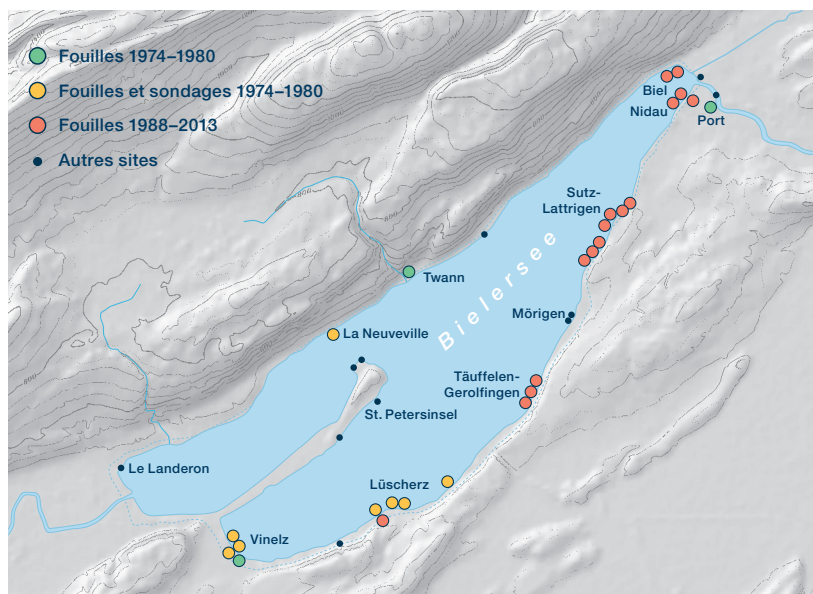 Fouilles 1974–1980
Fouilles et sondages 1974–1980
Fouilles 1988–2013
Autres sites
Biel
Nidau
Port
Sutz-
Lattrigen
Bielersee
Twann
Mörigen
La Neuveville
Täuffelen-
Gerolfingen
St. Petersinsel
Le Landeron
Lüscherz
Vinelz